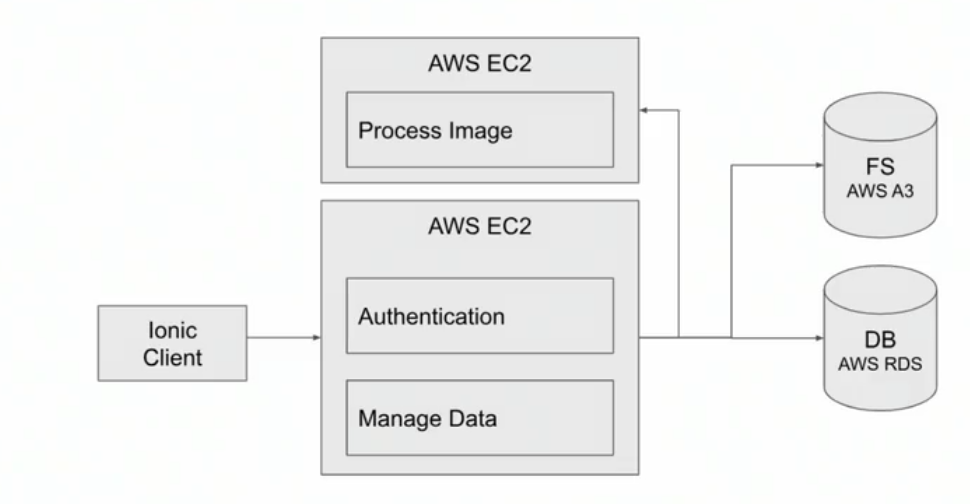 AWS EC2
Process Image
AWS EC2
Authentication
Manage Data
Ionic
Client
FS
AWS A3
DB
AWS RDS